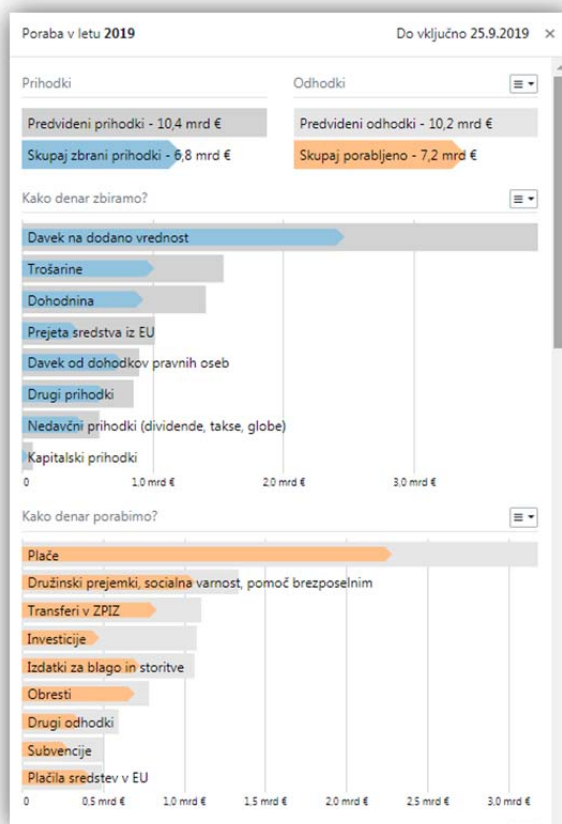 Poraba v letu 2019 Do vključno 25.9.2019 ×
Prihodki Odhodki
Predvideni prihodki - 10,4 mrd € Predvideni odhodki - 10,2 mrd €
Skupaj zbrani prihodki - 6,8 mrd € Skupaj porabljeno - 7,2 mrd €
Kako denar zbiramo?
Davek na dodano vrednost
Trošarine
Dohodnina
Prejeta sredstva iz EU
Davek od dohodkov pravnih oseb
Drugi prihodki
Nedavčni prihodki (dividende, takse, globe)
Kapitalski prihodki
0 1,0 mrd € 2,0 mrd € 3,0 mrd €
Kako denar porabimo?
Plače
Družinski prejemki, socialna varnost, pomoč brezposelnim
Transferi v ZPIZ
Investicije
Izdatki za blago in storitve
Obresti
Drugi odhodki
Subvencije
Plačila sredstev v EU
0 0,5 mrd € 1,0 mrd € 1,5 mrd € 2,0 mrd € 2,5 mrd € 3,0 mrd €